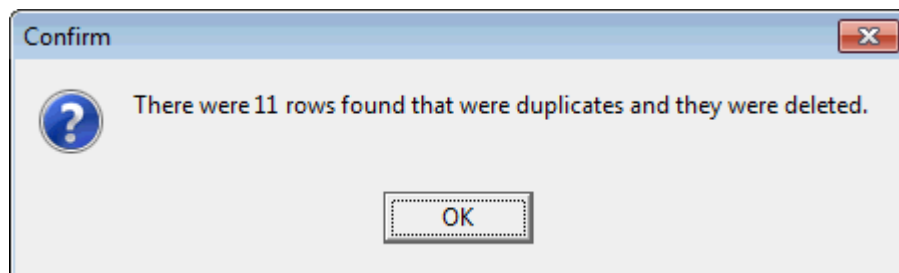 Confirm
There were 11 rows found that were duplicates and they were deleted.
OK